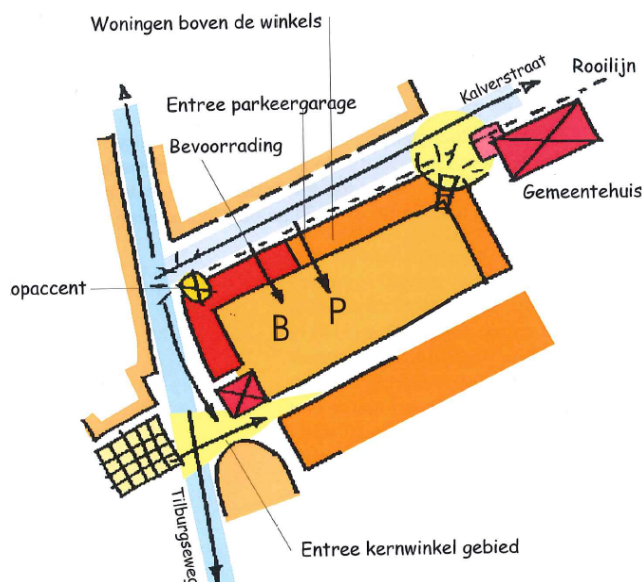 Woningen boven de winkels
Kalverstraat
Rooilijn
Entree parkeergarage
Bevoorrading
Gemeentehuis
opaccent
B
P
Tilburgseweg
Entree kernwinkel gebied